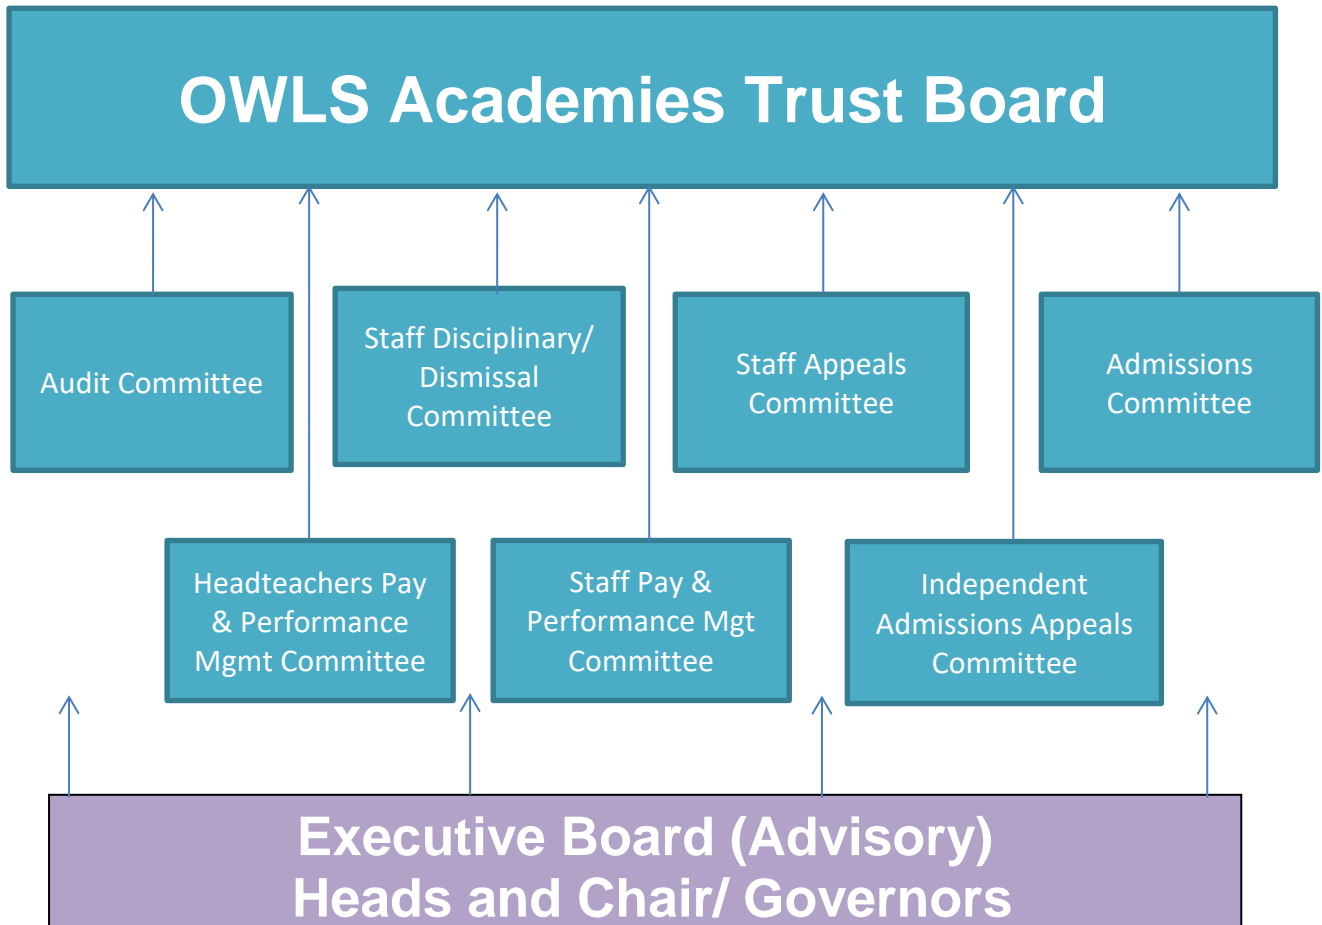 OWLS Academies Trust Board
Audit Committee
Staff Disciplinary/
Dismissal
Committee
Staff Appeals
Committee
Admissions
Committee
Headteachers Pay
& Performance
Mgmt Committee
Staff Pay &
Performance Mgt
Committee
Independent
Admissions Appeals
Committee
Executive Board (Advisory)
Heads and Chair/ Governors